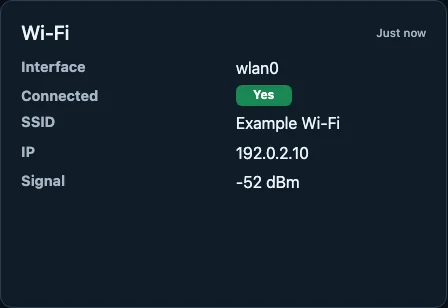 Wi-Fi Just now
Interface wlan0
Connected Yes
SSID Example Wi-Fi
IP 192.0.2.10
Signal -52 dBm